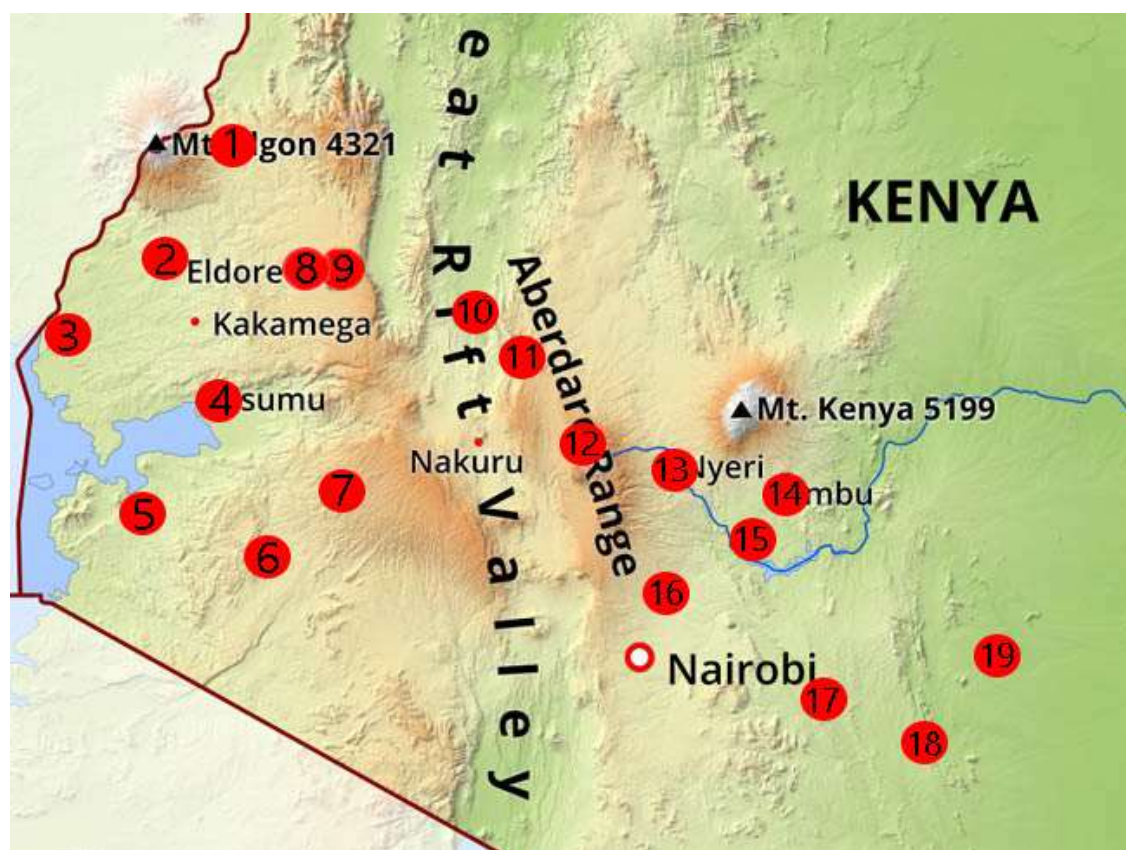 eat Rift Valley
Mt
1
lgon 4321
KENYA
2
Eldore
8
9
Aberdare Range
10
3
Kakamega
11
4
sumu
Mt. Kenya 5199
12
Nakuru
13
Nyeri
7
14
mbu
5
15
6
16
Nairobi
19
17
18